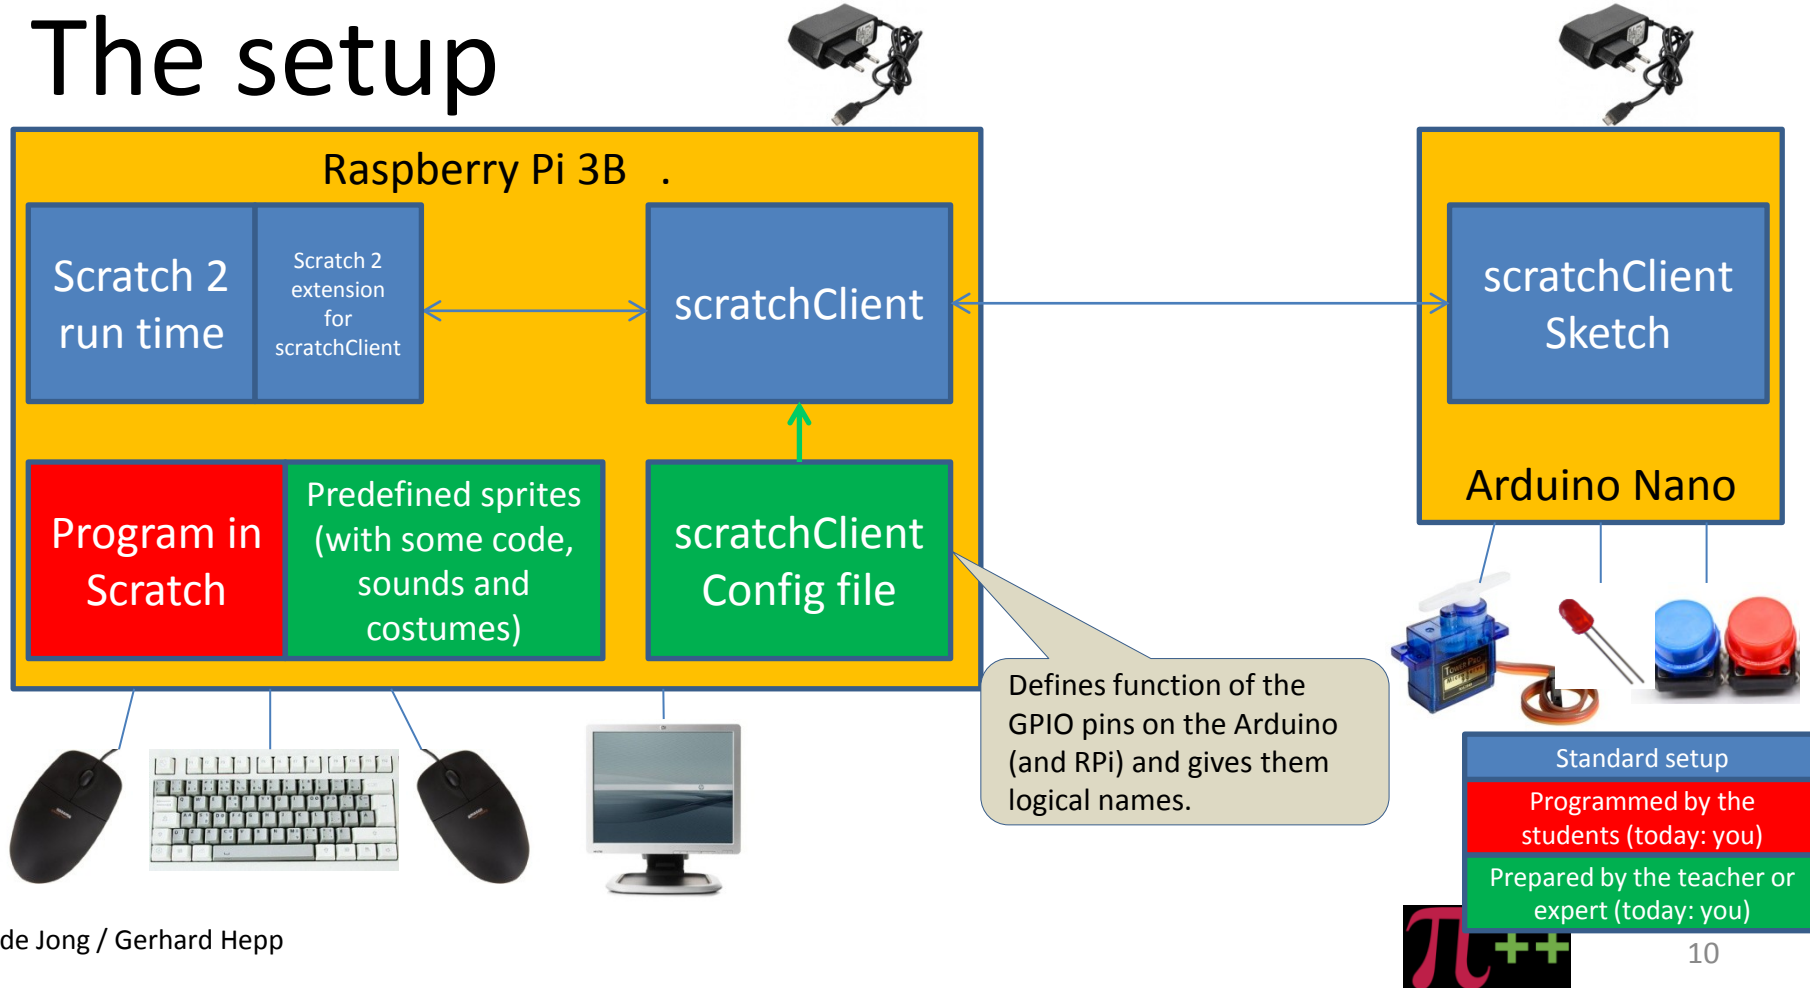 The setup
Raspberry Pi 3B .
Scratch 2
run time
Scratch 2
extension
for
scratchClient
scratchClient
scratchClient
Sketch
Program in
Scratch
Predefined sprites
(with some code,
sounds and
costumes)
scratchClient
Config file
Arduino Nano
Defines function of the
GPIO pins on the Arduino
(and RPi) and gives them
logical names.
Standard setup
Programmed by the
students (today: you)
Prepared by the teacher or
expert (today: you)
de Jong / Gerhard Hepp
π++
10